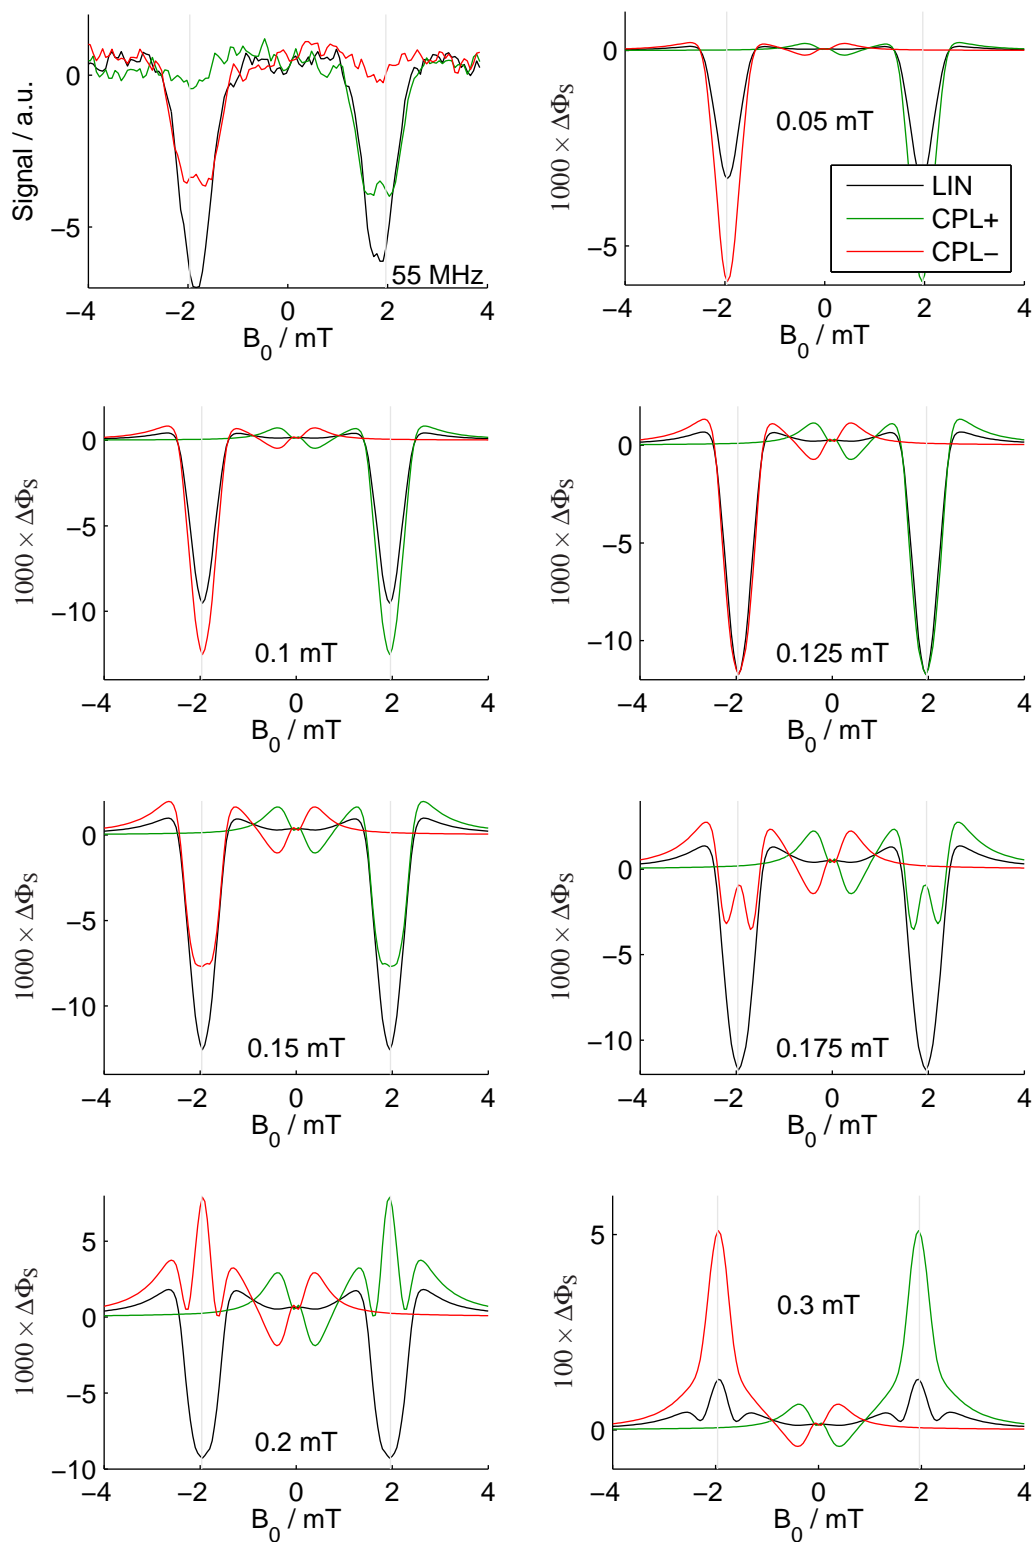 0
−5
−4
−2
0
2
4
Signal / a.u.
B0 / mT
55 MHz
0
−5
−4
−2
0
2
4
1000 × ΔΦS
B0 / mT
0.05 mT
LIN
CPL+
CPL−
0
−5
−10
−4
−2
0
2
4
1000 × ΔΦS
B0 / mT
0.1 mT
0
−5
−10
−4
−2
0
2
4
1000 × ΔΦS
B0 / mT
0.125 mT
0
−5
−10
−4
−2
0
2
4
1000 × ΔΦS
B0 / mT
0.15 mT
0
−5
−10
−4
−2
0
2
4
1000 × ΔΦS
B0 / mT
0.175 mT
5
0
−5
−10
−4
−2
0
2
4
1000 × ΔΦS
B0 / mT
0.2 mT
5
0
−4
−2
0
2
4
100 × ΔΦS
B0 / mT
0.3 mT